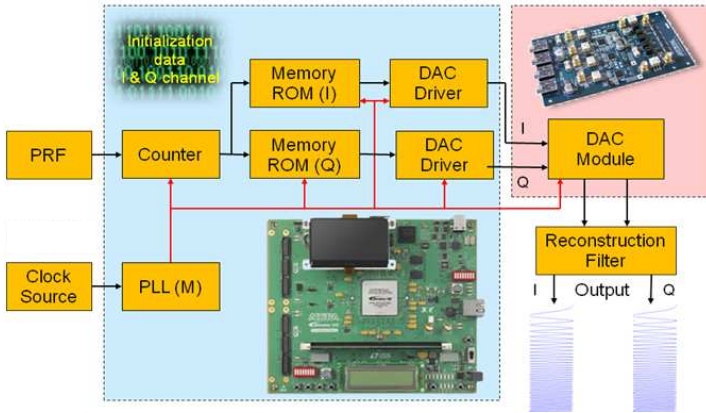 Initialization
data
I & Q channel
Memory
ROM (I)
DAC
Driver
PRF
Counter
Memory
ROM (Q)
DAC
Driver
I
Q
DAC
Module
Clock
Source
PLL (M)
Reconstruction
Filter
I
Output
Q